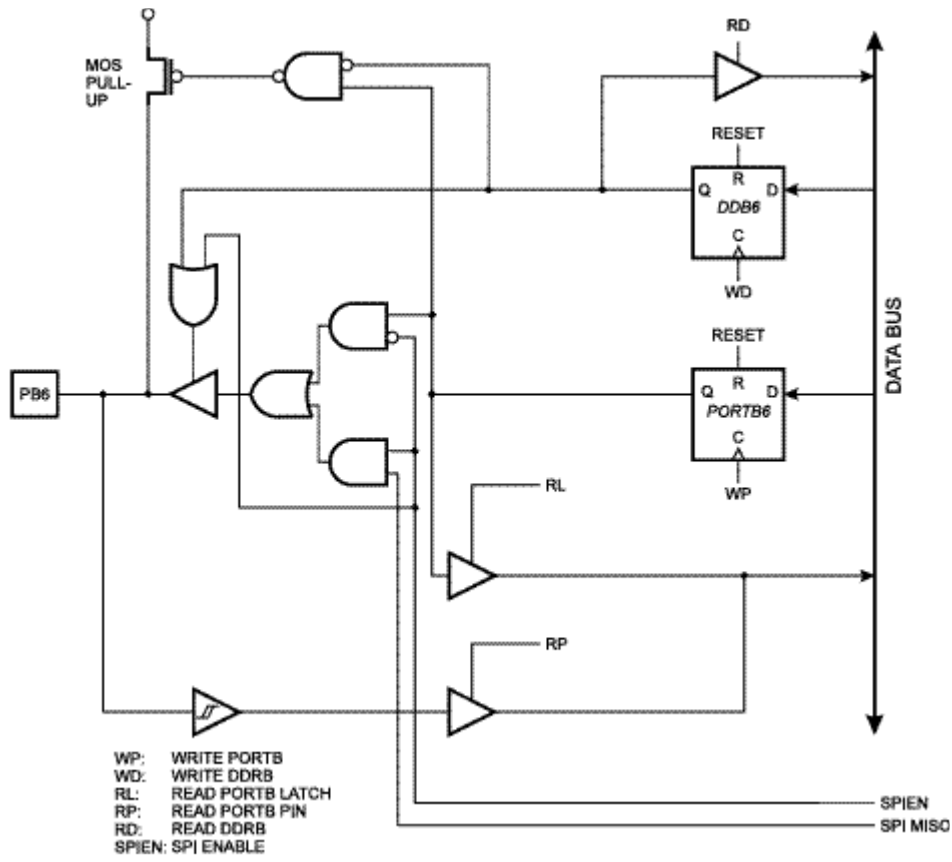 MOS
PULL-
UP
RD
RESET
R
Q D
DDB6
C
WD
DATA BUS
RESET
R
Q D
PORTB6
C
WP
PB6
RL
RP
WP: WRITE PORTB
WD: WRITE DDRB
RL: READ PORTB LATCH
RP: READ PORTB PIN
RD: READ DDRB
SPIEN: SPI ENABLE
SPIEN
SPI MISO